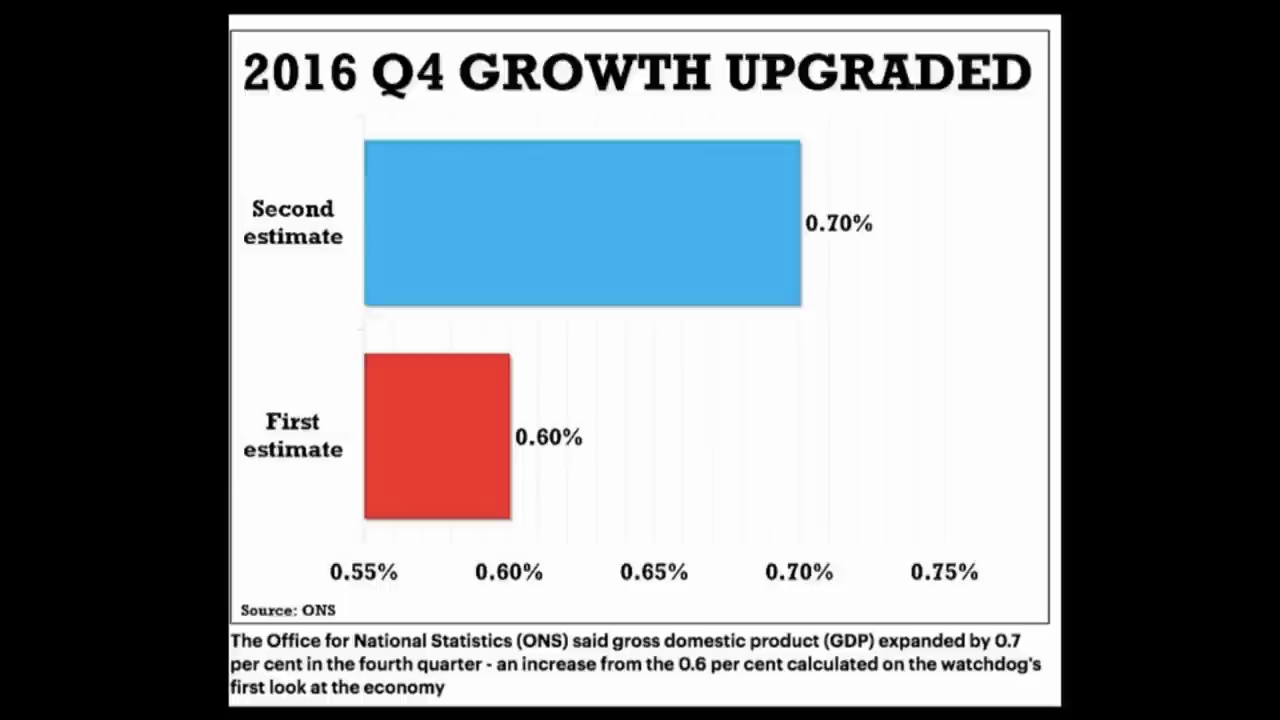 2016 Q4 GROWTH UPGRADED
Second
estimate
0.70%
First
estimate
0.60%
0.55% 0.60% 0.65% 0.70% 0.75%
Source: ONS
The Office for National Statistics (ONS) said gross domestic product (GDP) expanded by 0.7
per cent in the fourth quarter - an increase from the 0.6 per cent calculated on the watchdog's
first look at the economy